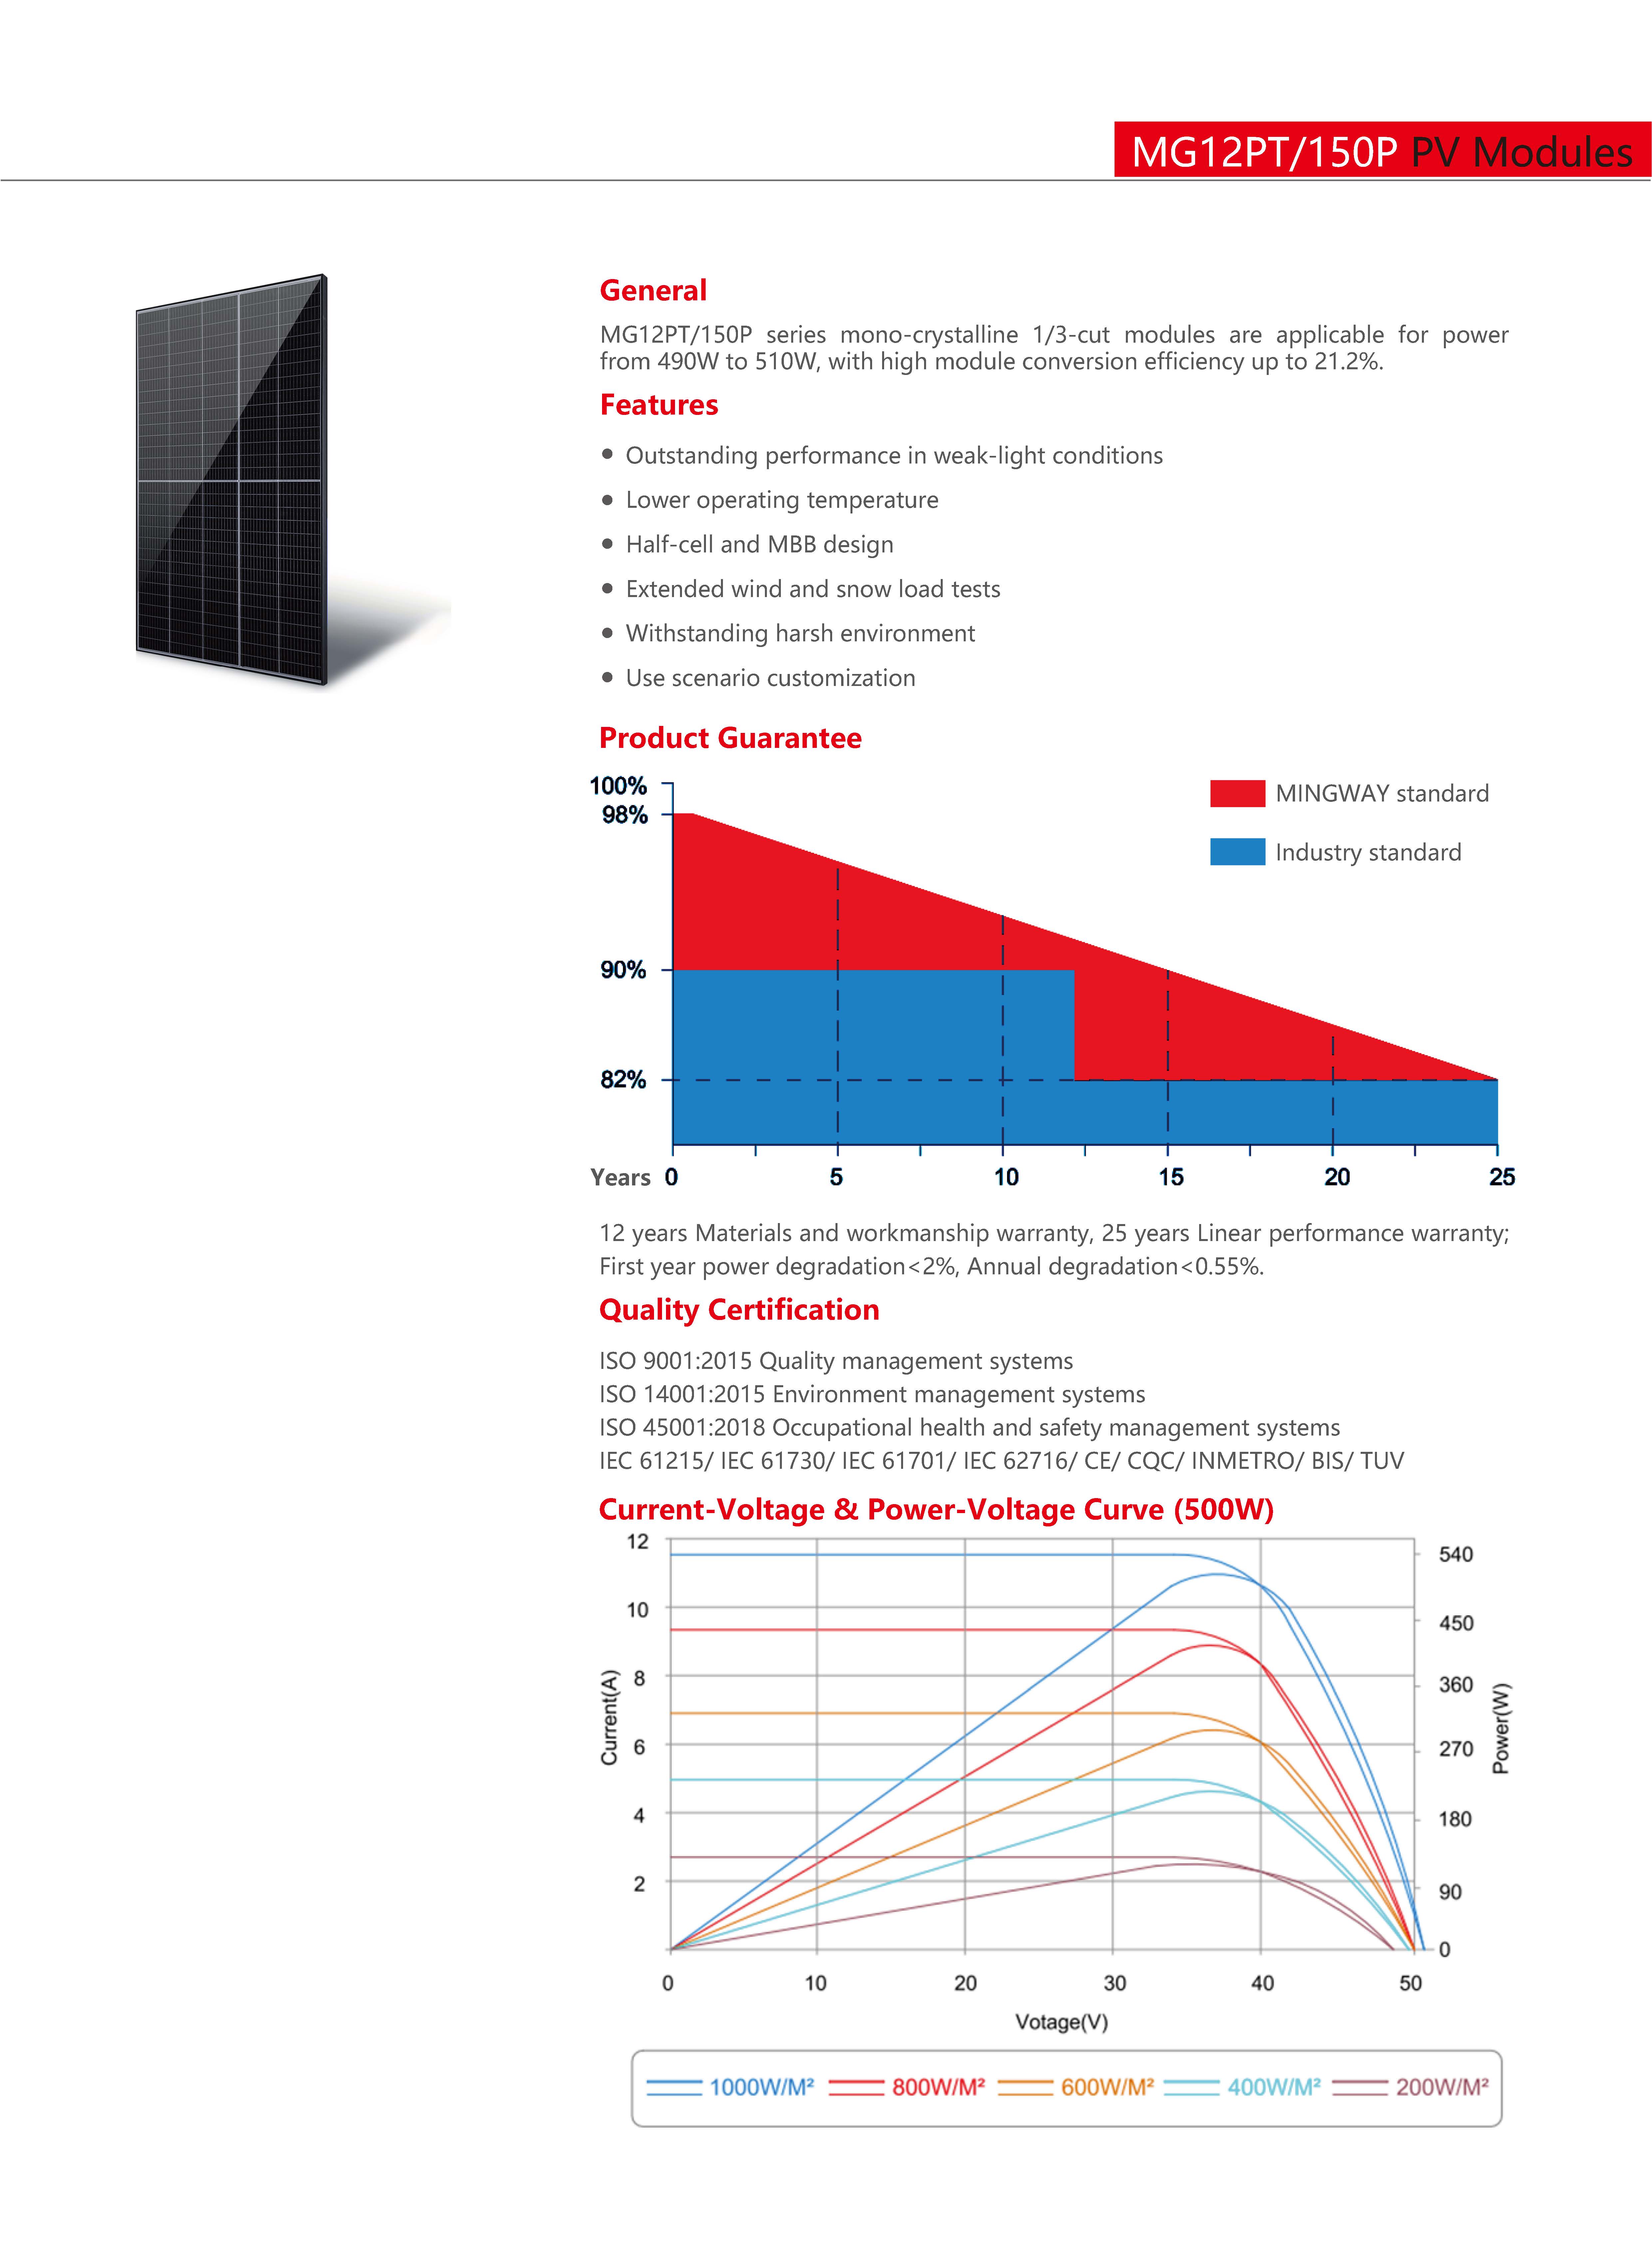 MG12PT/150P PV Modules
General
MG12PT/150P series mono-crystalline 1/3-cut modules are applicable for power
from 490W to 510W, with high module conversion efficiency up to 21.2%.
Features
● Outstanding performance in weak-light conditions
● Lower operating temperature
● Half-cell and MBB design
● Extended wind and snow load tests
● Withstanding harsh environment
● Use scenario customization
Product Guarantee
100%
98%
90%
82%
MINGWAY standard
Industry standard
Years 0 5 10 15 20 25
12 years Materials and workmanship warranty, 25 years Linear performance warranty;
First year power degradation<2%, Annual degradation<0.55%.
Quality Certification
ISO 9001:2015 Quality management systems
ISO 14001:2015 Environment management systems
ISO 45001:2018 Occupational health and safety management systems
IEC 61215/ IEC 61730/ IEC 61701/ IEC 62716/ CE/ CQC/ INMETRO/ BIS/ TUV
Current-Voltage & Power-Voltage Curve (500W)
12
10
8
6
4
2
Current(A)
540
450
360
270
180
90
0
Power(W)
0 10 20 30 40 50
Votage(V)
1000W/M² 800W/M² 600W/M² 400W/M² 200W/M²